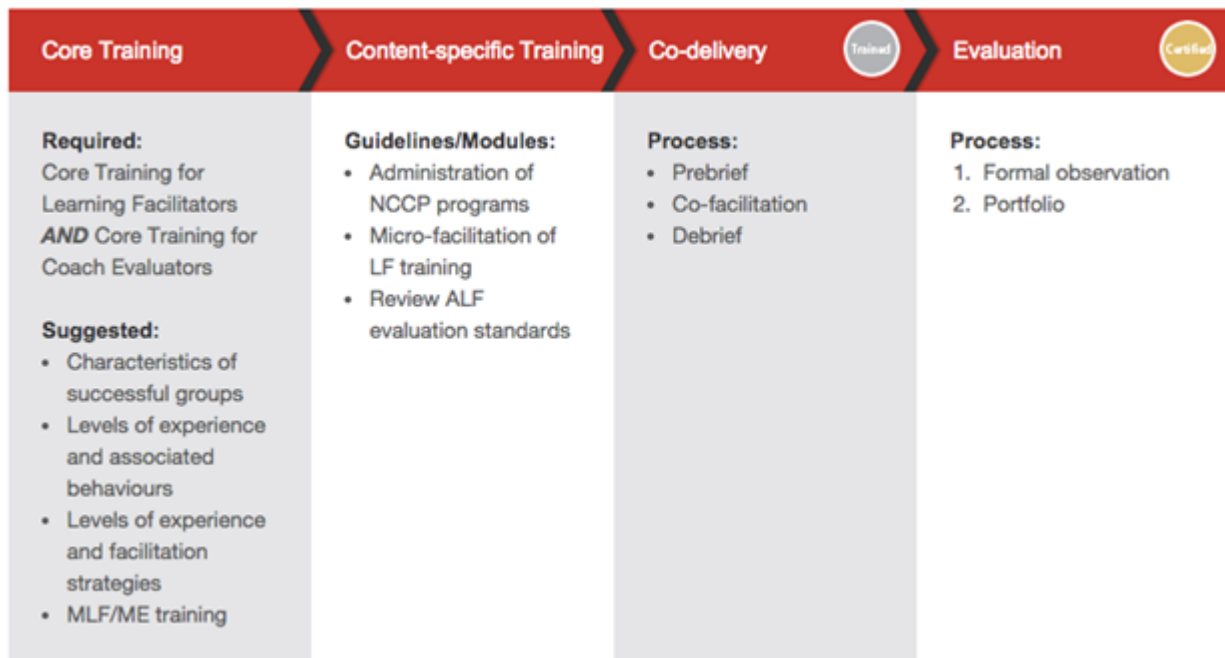 Core Training
Content-specific Training
Co-delivery
Trained
Evaluation
Certified
Required:
Core Training for
Learning Facilitators
AND Core Training for
Coach Evaluators
Suggested:
• Characteristics of
successful groups
• Levels of experience
and associated
behaviours
• Levels of experience
and facilitation
strategies
• MLF/ME training
Guidelines/Modules:
• Administration of
NCCP programs
• Micro-facilitation of
LF training
• Review ALF
evaluation standards
Process:
• Prebrief
• Co-facilitation
• Debrief
Process:
1. Formal observation
2. Portfolio